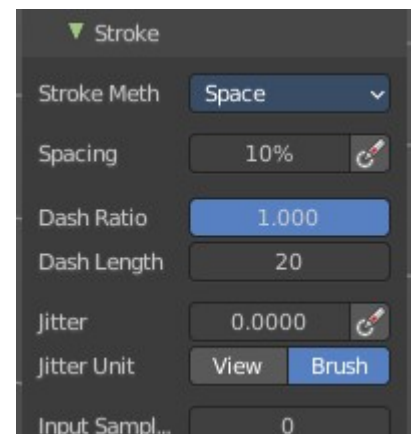 Stroke
Stroke Meth Space
Spacing 10%
Dash Ratio 1.000
Dash Length 20
Jitter 0.0000
Jitter Unit View Brush
Input Sampl... 0